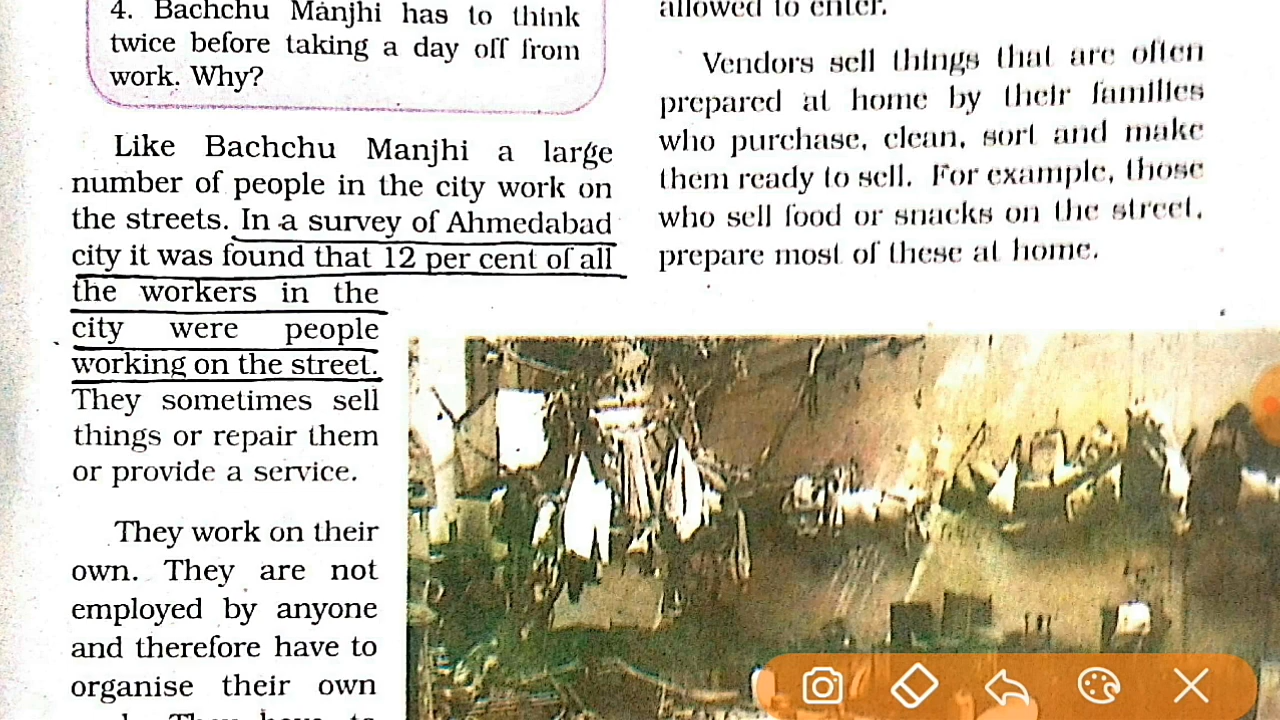 4. Bachchu Manjhi has to think
twice before taking a day off from
work. Why?
Like Bachchu Manjhi a large
number of people in the city work on
the streets. In a survey of Ahmedabad
city it was found that 12 per cent of all
the workers in the
city were people
working on the street.
They sometimes sell
things or repair them
or provide a service.
They work on their
own. They are not
employed by anyone
and therefore have to
organise their own
allowed to enter.
Vendors sell things that are often
prepared at home by their families
who purchase, clean, sort and make
them ready to sell. For example, those
who sell food or snacks on the street,
prepare most of these at home.